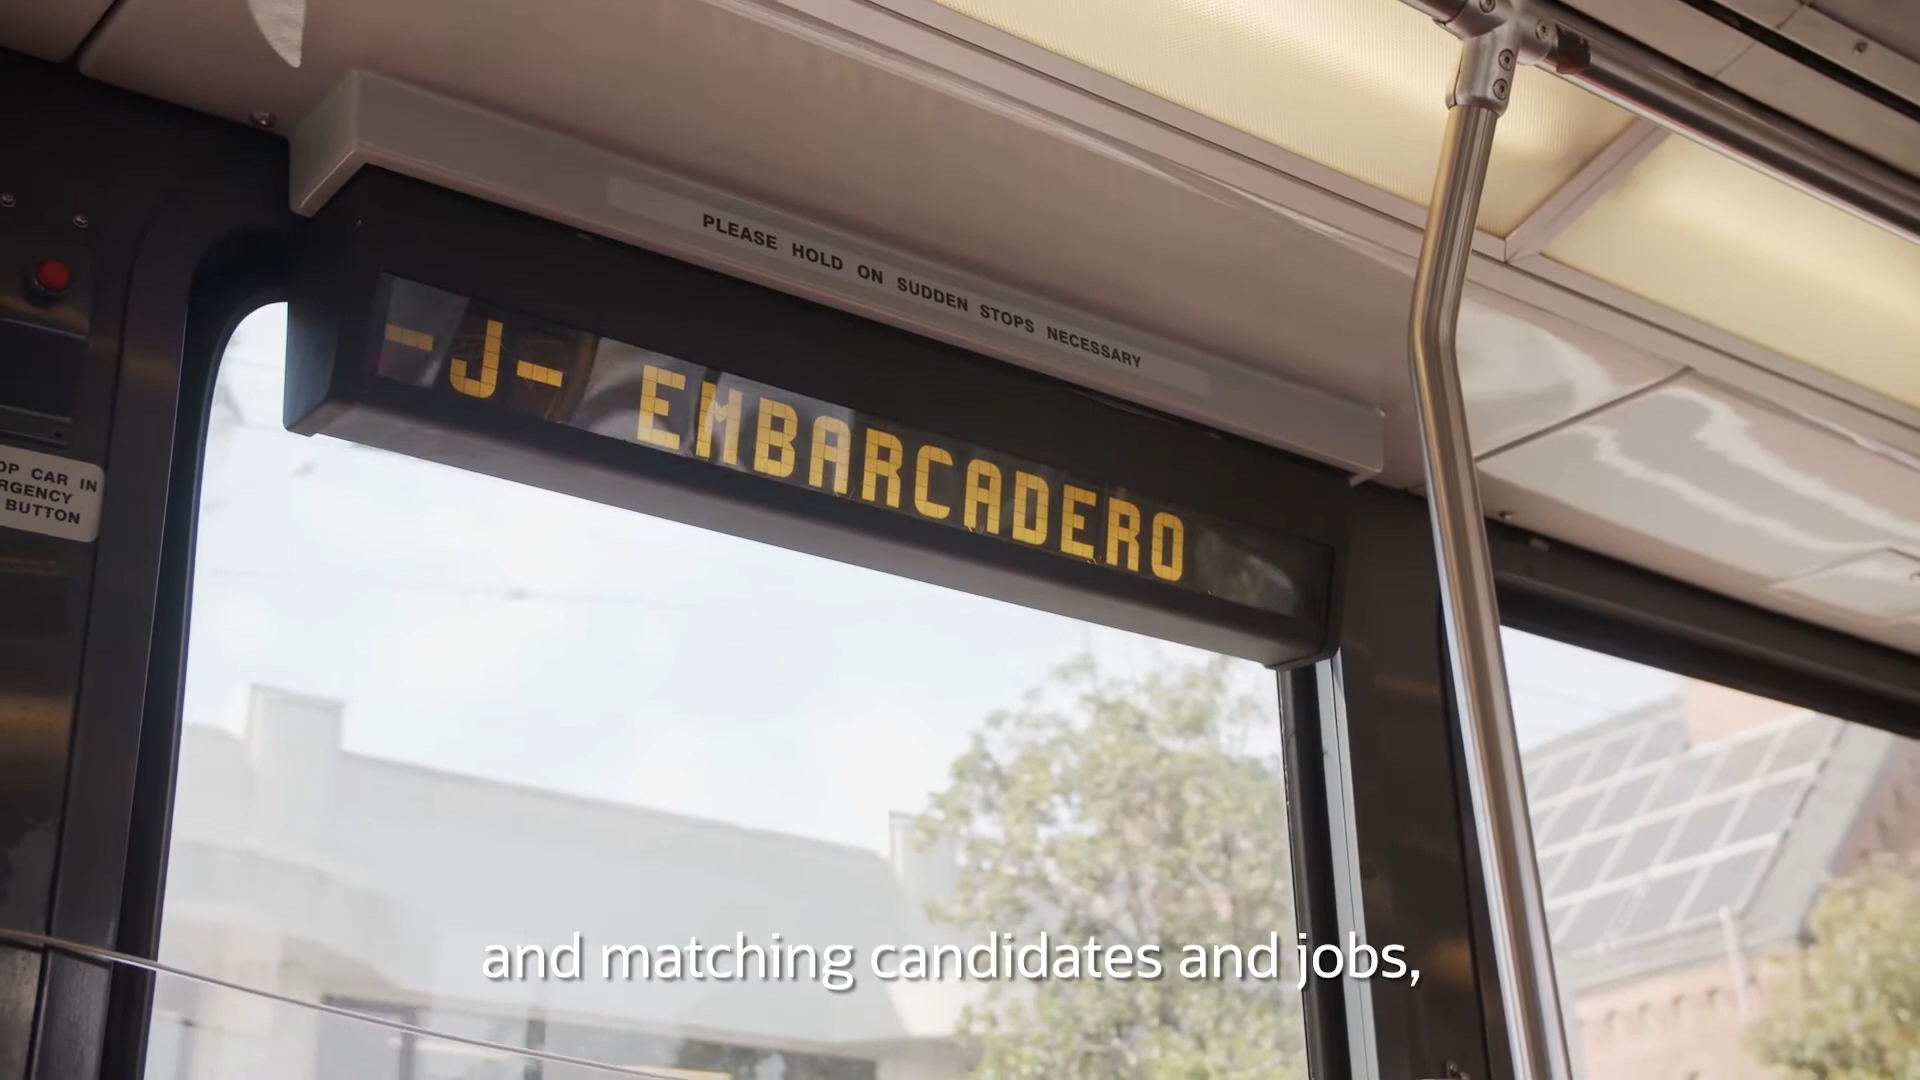 PLEASE HOLD ON SUDDEN STOPS NECESSARY
-J- EMBARCADERO
OP CAR IN
RGENCY
BUTTON
and matching candidates and jobs,